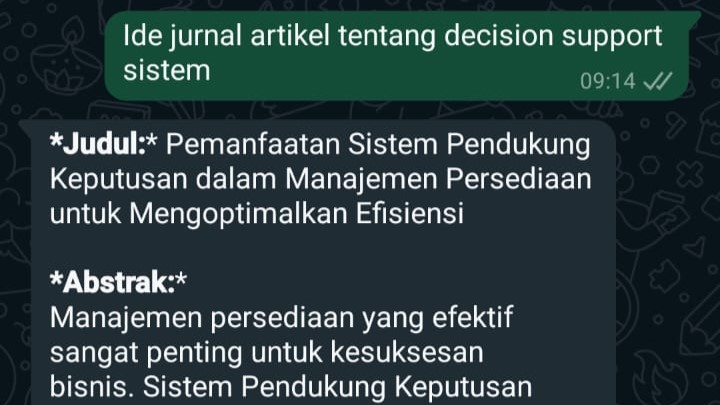 Ide jurnal artikel tentang decision support
sistem
09:14
*Judul:* Pemanfaatan Sistem Pendukung
Keputusan dalam Manajemen Persediaan
untuk Mengoptimalkan Efisiensi
*Abstrak:*
Manajemen persediaan yang efektif
sangat penting untuk kesuksesan
bisnis. Sistem Pendukung Keputusan